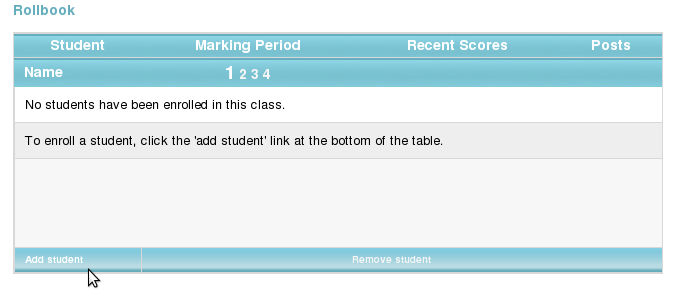 Rollbook
Student Marking Period Recent Scores Posts
Name 1 2 3 4
No students have been enrolled in this class.
To enroll a student, click the 'add student' link at the bottom of the table.
Add student Remove student